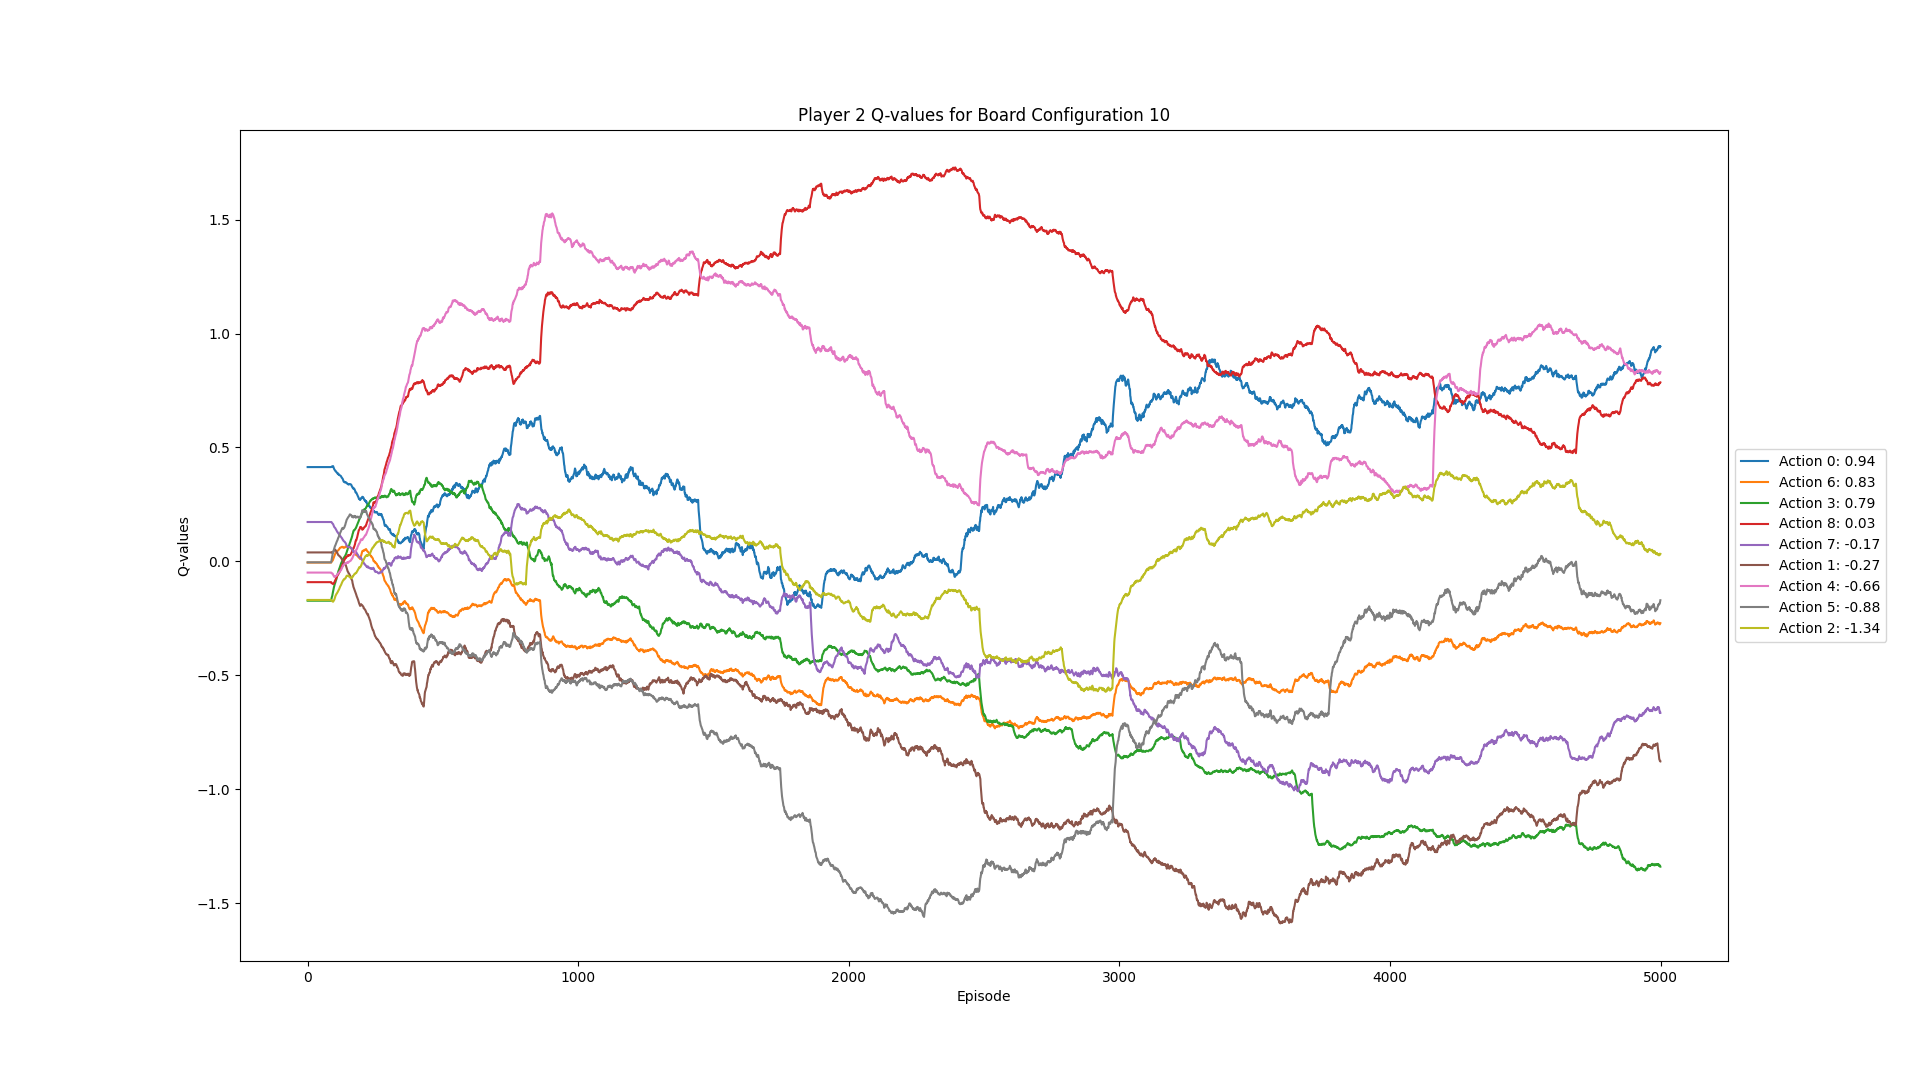 Player 2 Q-values for Board Configuration 10
Q-values
1.5
1.0
0.5
0.0
−0.5
−1.0
−1.5
0
1000
2000
3000
4000
5000
Episode
Action 0: 0.94
Action 6: 0.83
Action 3: 0.79
Action 8: 0.03
Action 7: -0.17
Action 1: -0.27
Action 4: -0.66
Action 5: -0.88
Action 2: -1.34